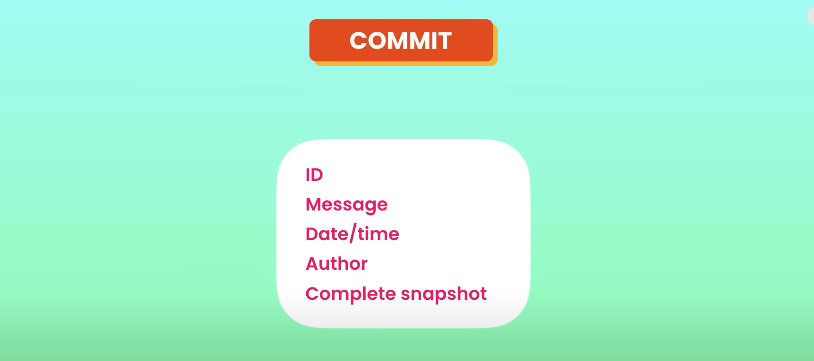 COMMIT
ID
Message
Date/time
Author
Complete snapshot